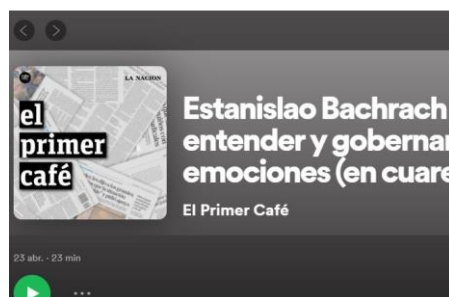 LA NACION
el
primer
café
Estanislao Bachrach
entender y gobernar
emociones (en cuare
El Primer Café
23 abr. · 23 min